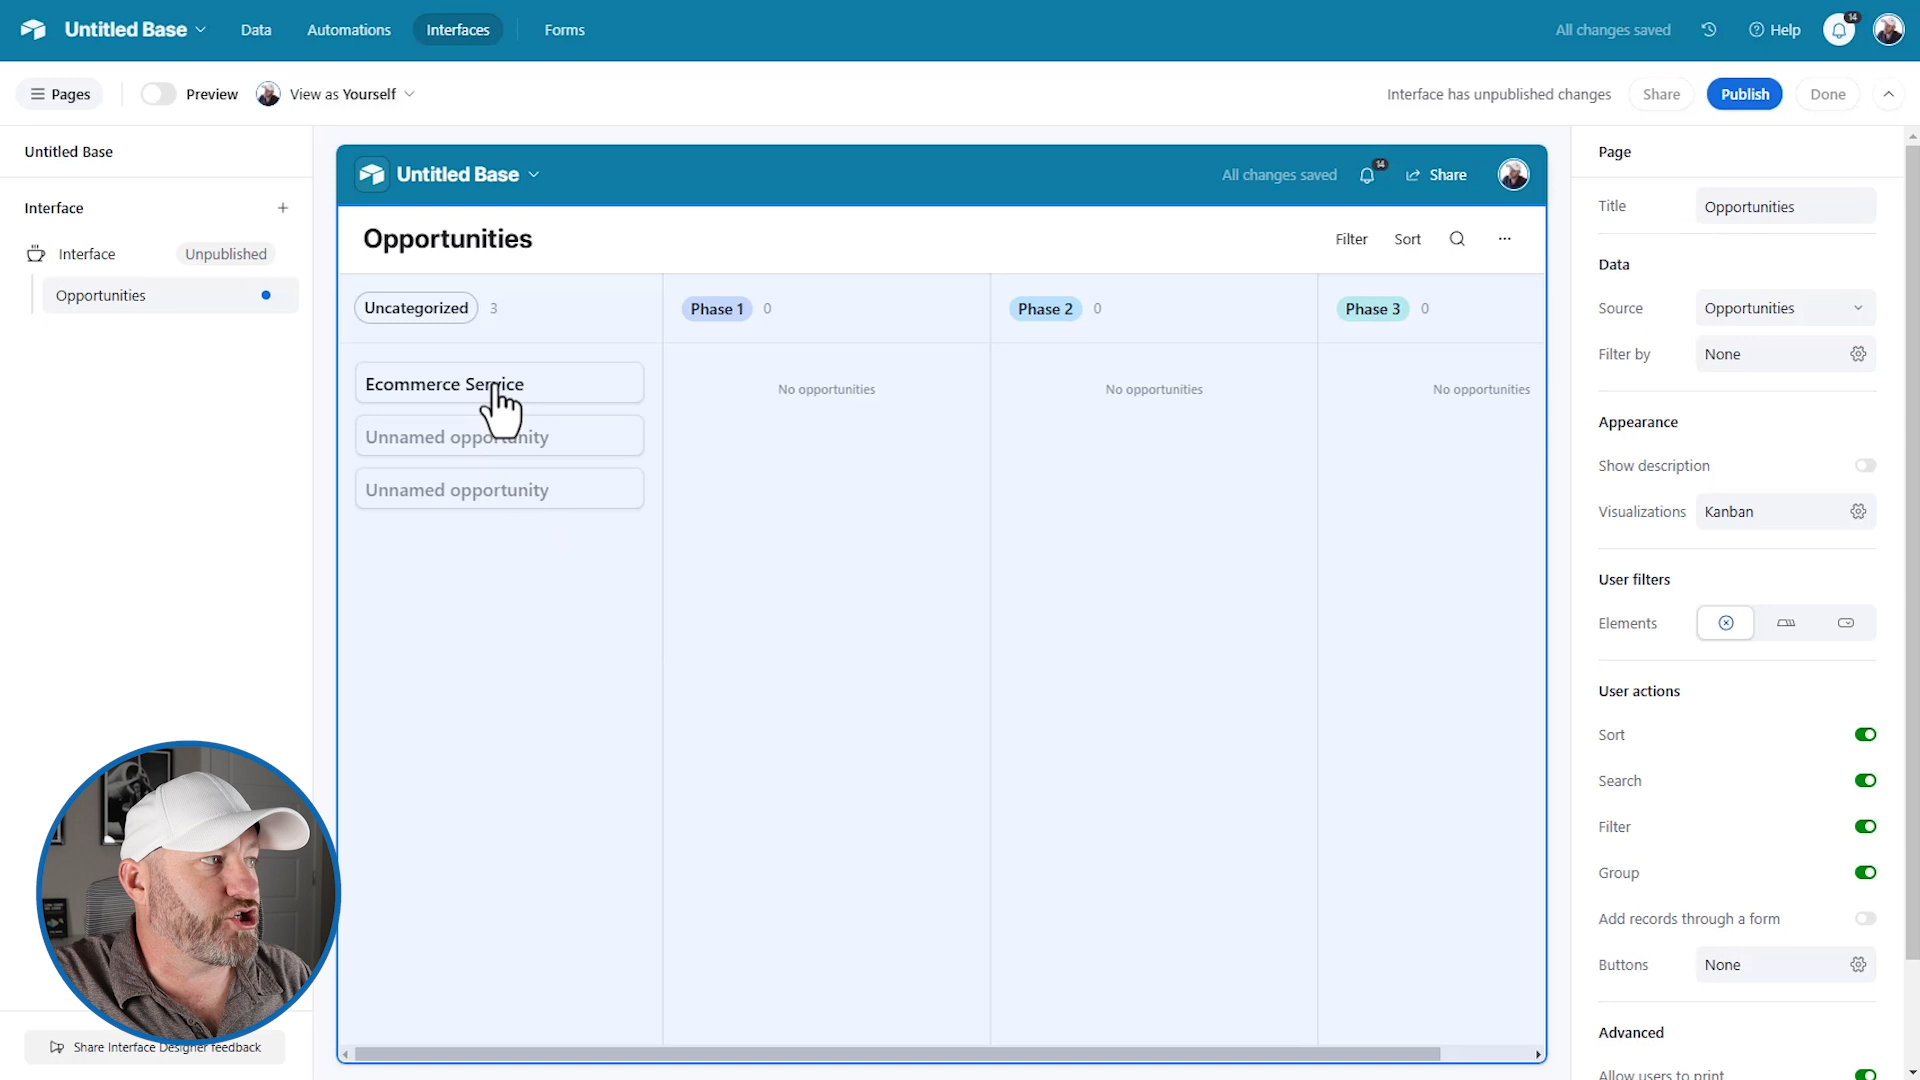 Untitled Base
Data
Automations
Interfaces
Forms
All changes saved
Help
14
Pages
Preview
View as Yourself
Interface has unpublished changes
Share
Publish
Done
Untitled Base
Interface
Interface
Unpublished
Opportunities
Untitled Base
All changes saved
14
Share
Opportunities
Filter
Sort
Uncategorized 3
Phase 1 0
Phase 2 0
Phase 3 0
Ecommerce Service
Unnamed opportunity
Unnamed opportunity
No opportunities
No opportunities
No opportunities
Page
Title
Opportunities
Data
Source
Opportunities
Filter by
None
Appearance
Show description
Visualizations
Kanban
User filters
Elements
User actions
Sort
Search
Filter
Group
Add records through a form
Buttons
None
Advanced
Allow users to print
Share Interface Designer feedback